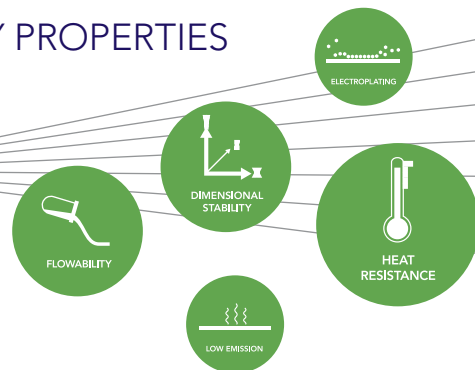 Y PROPERTIES
ELECTROPLATING
DIMENSIONAL
STABILITY
FLOWABILITY
HEAT
RESISTANCE
LOW EMISSION